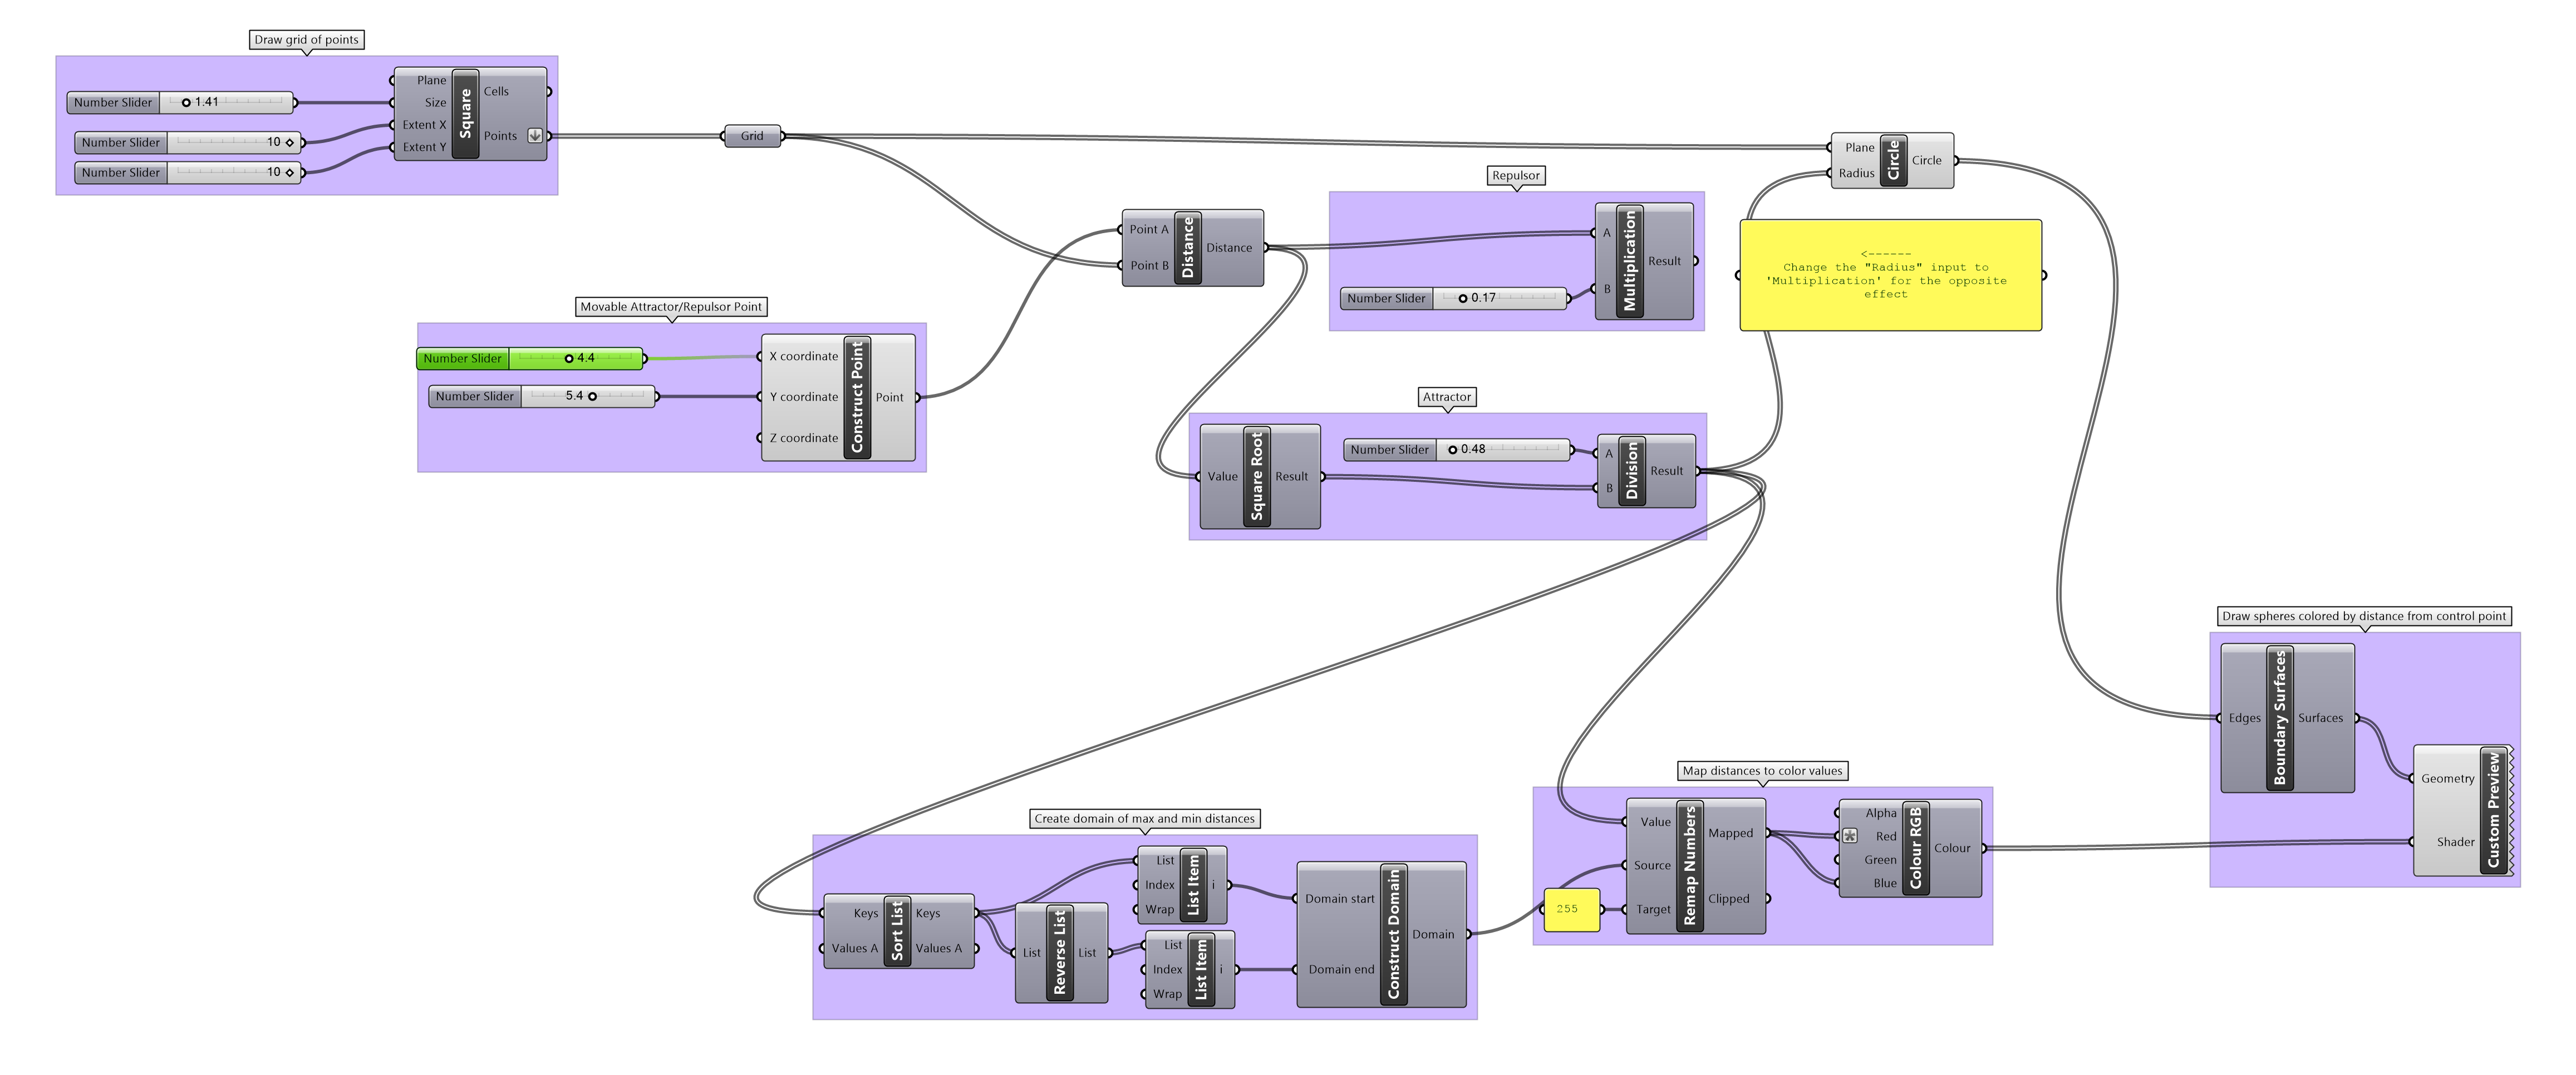 Draw grid of points
Number Slider 1.41
Number Slider 10
Number Slider 10
Plane
Size
Extent X
Extent Y
Square
Cells
Points
Grid
Movable Attractor/Repulsor Point
Number Slider 4.4
Number Slider 5.4
X coordinate
Y coordinate
Z coordinate
Construct Point
Point
Point A
Point B
Distance
Distance
Repulsor
Number Slider 0.17
A
B
Multiplication
Result
Attractor
Value
Square Root
Result
Number Slider 0.48
A
B
Division
Result
Plane
Radius
Circle
Circle
<------
Change the "Radius" input to
'Multiplication' for the opposite
effect
Create domain of max and min distances
Keys
Values A
Sort List
Keys
Values A
List
Reverse List
List
List
Index
Wrap
List Item
i
List
Index
Wrap
List Item
i
Domain start
Domain end
Construct Domain
Domain
Map distances to color values
255
Value
Source
Target
Remap Numbers
Mapped
Clipped
Alpha
Red
Green
Blue
Colour RGB
Colour
Draw spheres colored by distance from control point
Edges
Boundary Surfaces
Surfaces
Geometry
Shader
Custom Preview